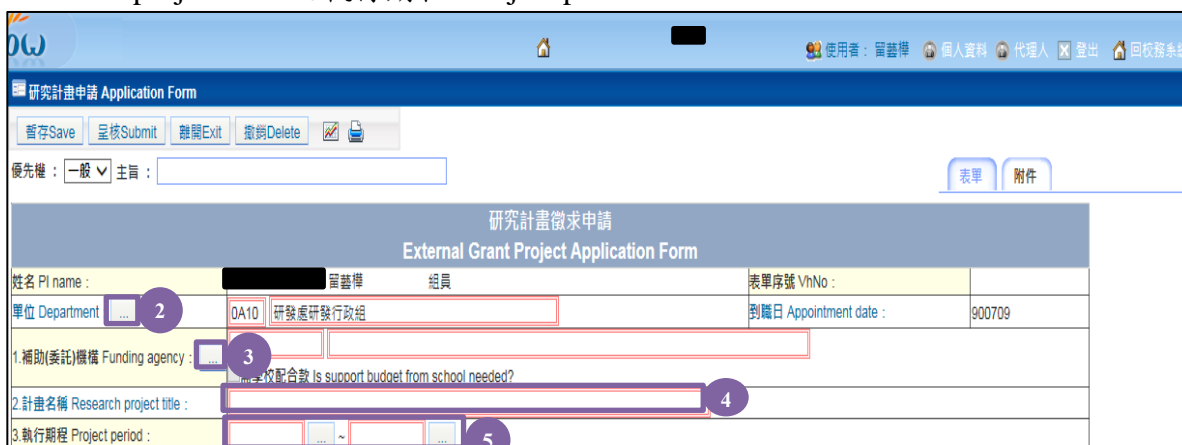 使用者： 留藝樺 個人資料 代理人 登出 回校務系統
研究計畫申請 Application Form
暫存Save 呈核Submit 離開Exit 撤銷Delete
優先權： 一般 主旨：
表單 附件
研究計畫徵求申請
External Grant Project Application Form
姓名 PI name： 留藝樺 組員 表單序號 VhNo：
單位 Department ... 2 0A10 研發處研發行政組 到職日 Appointment date： 900709
1.補助(委託)機構 Funding agency： ... 3
校配合款 Is support budget from school needed?
2.計畫名稱 Research project title： 4
3.執行期程 Project period： ... ~ ... 5